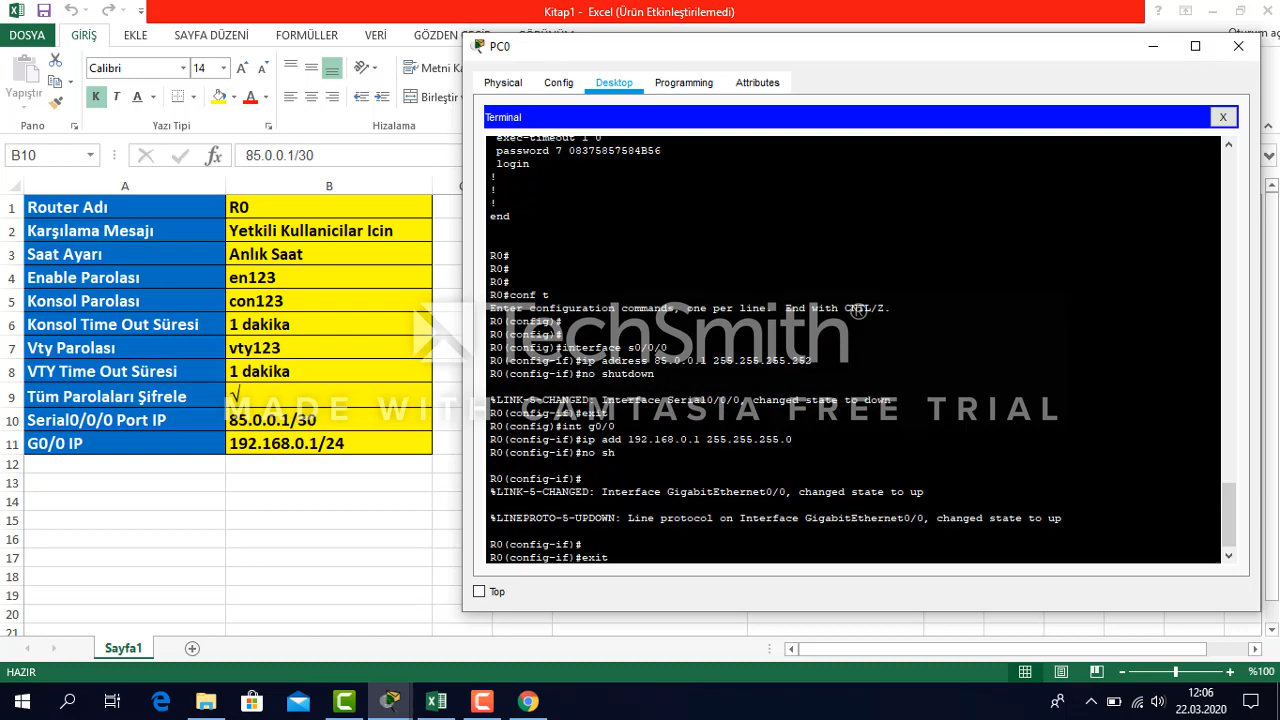 Kitap1 - Excel (Ürün Etkinleştirilemedi)
DOSYA GİRİŞ EKLE SAYFA DÜZENİ FORMÜLLER VERİ
Oturum aç
Yapıştır
Calibri 14
K T A A A
Metni Ka
Birleştir
Pano Yazı Tipi Hizalama
B10 fx 85.0.0.1/30
A B
1 Router Adı R0
2 Karşılama Mesajı Yetkili Kullanicilar Icin
3 Saat Ayarı Anlık Saat
4 Enable Parolası en123
5 Konsol Parolası con123
6 Konsol Time Out Süresi 1 dakika
7 Vty Parolası vty123
8 VTY Time Out Süresi 1 dakika
9 Tüm Parolaları Şifrele √
10 Serial0/0/0 Port IP 85.0.0.1/30
11 G0/0 IP 192.168.0.1/24
12
13
14
15
16
17
18
19
20
21
Sayfa1
HAZIR
%100
PC0
Physical Config Desktop Programming Attributes
Terminal X
exec-timeout 1 0
password 7 08375857584B56
login
!
!
!
end
R0#
R0#
R0#
R0#conf t
Enter configuration commands, one per line. End with CNTL/Z.
R0(config)#
R0(config)#
R0(config)#interface s0/0/0
R0(config-if)#ip address 85.0.0.1 255.255.255.252
R0(config-if)#no shutdown
%LINK-5-CHANGED: Interface Serial0/0/0, changed state to down
R0(config-if)#exit
R0(config)#int g0/0
R0(config-if)#ip add 192.168.0.1 255.255.255.0
R0(config-if)#no sh
R0(config-if)#
%LINK-5-CHANGED: Interface GigabitEthernet0/0, changed state to up
%LINEPROTO-5-UPDOWN: Line protocol on Interface GigabitEthernet0/0, changed state to up
R0(config-if)#
R0(config-if)#exit
Top
TechSmith®
MADE WITH CAMTASIA FREE TRIAL
12:06
22.03.2020